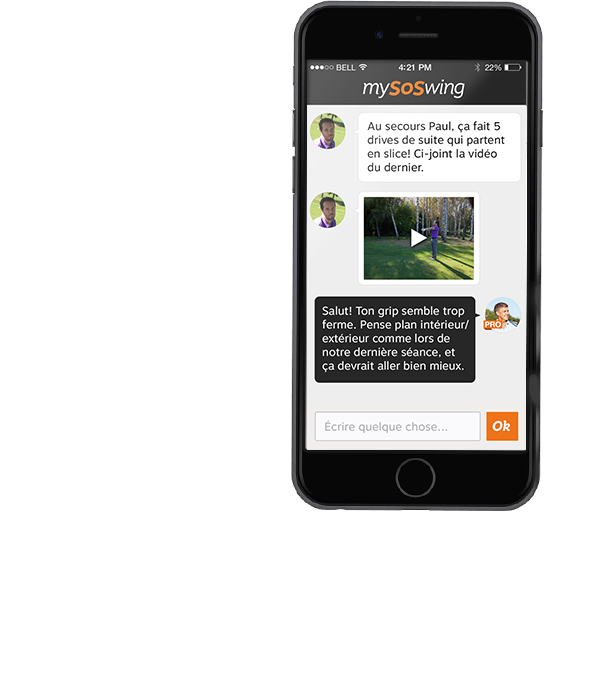 BELL 4:21 PM 22%
mySOSwing
Au secours Paul, ça fait 5
drives de suite qui partent
en slice! Ci-joint la vidéo
du dernier.
Salut! Ton grip semble trop
ferme. Pense plan intérieur/
extérieur comme lors de
notre dernière séance, et
ça devrait aller bien mieux.
PRO
Écrire quelque chose...
Ok